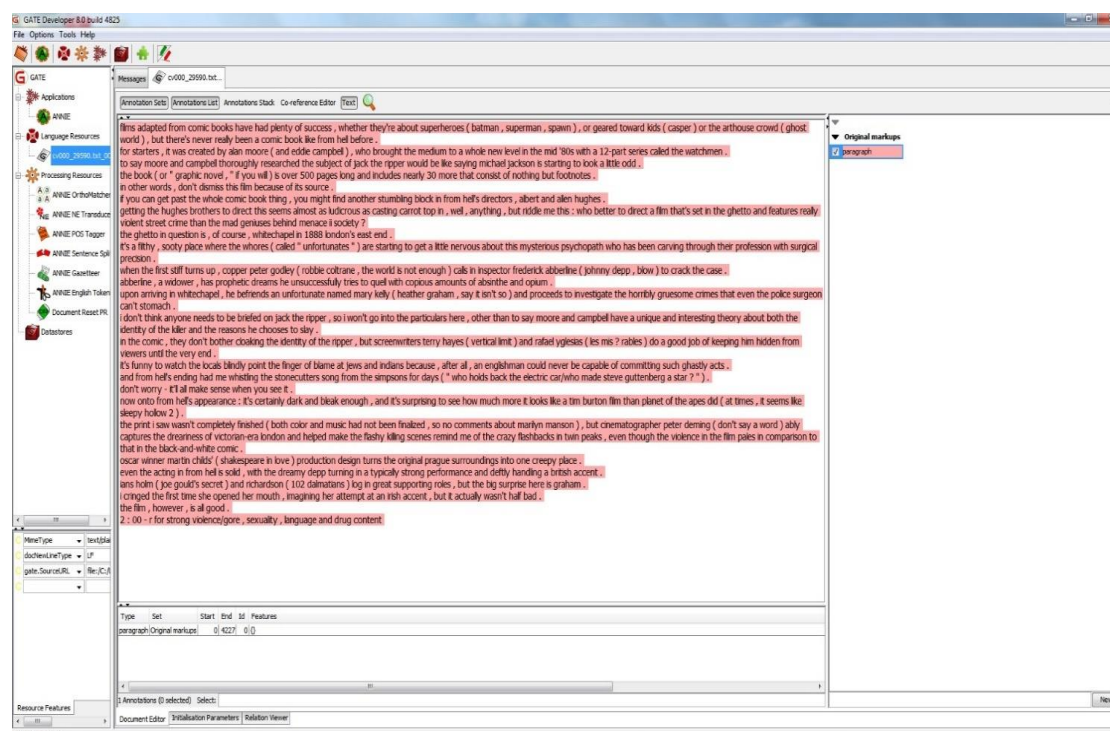 GATE Developer 8.0 build 4825
File Options Tools Help
GATE
Applications
ANNIE
Language Resources
cv000_29590.txt_00
Processing Resources
ANNIE OrthoMatcher
ANNIE NE Transduce
ANNIE POS Tagger
ANNIE Sentence Spli
ANNIE Gazetteer
ANNIE English Token
Document Reset PR
Datastores
Messages cv000_29590.txt...
Annotation Sets Annotations List Annotations Stack Co-reference Editor Text
films adapted from comic books have had plenty of success , whether they're about superheroes ( batman , superman , spawn ) , or geared toward kids ( casper ) or the arthouse crowd ( ghost
world ) , but there's never really been a comic book like from hell before .
for starters , it was created by alan moore ( and eddie campbell ) , who brought the medium to a whole new level in the mid '80s with a 12-part series called the watchmen .
to say moore and campbell thoroughly researched the subject of jack the ripper would be like saying michael jackson is starting to look a little odd .
the book ( or " graphic novel , " if you will ) is over 500 pages long and includes nearly 30 more that consist of nothing but footnotes .
in other words , don't dismiss this film because of its source .
if you can get past the whole comic book thing , you might find another stumbling block in from hell's directors , albert and allen hughes .
getting the hughes brothers to direct this seems almost as ludicrous as casting carrot top in , well , anything , but riddle me this : who better to direct a film that's set in the ghetto and features really
violent street crime than the mad geniuses behind menace ii society ?
the ghetto in question is , of course , whitechapel in 1888 london's east end .
it's a filthy , sooty place where the whores ( called " unfortunates " ) are starting to get a little nervous about this mysterious psychopath who has been carving through their profession with surgical
precision .
when the first stiff turns up , copper peter godley ( robbie coltrane , the world is not enough ) calls in inspector frederick abberline ( johnny depp , blow ) to crack the case .
abberline , a widower , has prophetic dreams he unsuccessfully tries to quell with copious amounts of absinthe and opium .
upon arriving in whitechapel , he befriends an unfortunate named mary kelly ( heather graham , say it isn't so ) and proceeds to investigate the horribly gruesome crimes that even the police surgeon
can't stomach .
i don't think anyone needs to be briefed on jack the ripper , so i won't go into the particulars here , other than to say moore and campbell have a unique and interesting theory about both the
identity of the killer and the reasons he chooses to slay .
in the comic , they don't bother cloaking the identity of the ripper , but screenwriters terry hayes ( vertical limit ) and rafael yglesias ( les mis ? rables ) do a good job of keeping him hidden from
viewers until the very end .
it's funny to watch the locals blindly point the finger of blame at jews and indians because , after all , an englishman could never be capable of committing such ghastly acts .
and from hell's ending had me whistling the stonecutters song from the simpsons for days ( " who holds back the electric car/who made steve guttenberg a star ? " ) .
don't worry - it'll all make sense when you see it .
now onto from hell's appearance : it's certainly dark and bleak enough , and it's surprising to see how much more it looks like a tim burton film than planet of the apes did ( at times , it seems like
sleepy hollow 2 ) .
the print i saw wasn't completely finished ( both color and music had not been finalized , so no comments about marilyn manson ) , but cinematographer peter deming ( don't say a word ) ably
captures the dreariness of victorian-era london and helped make the flashy killing scenes remind me of the crazy flashbacks in twin peaks , even though the violence in the film pales in comparison to
that in the black-and-white comic .
oscar winner martin childs' ( shakespeare in love ) production design turns the original prague surroundings into one creepy place .
even the acting in from hell is solid , with the dreamy depp turning in a typically strong performance and deftly handling a british accent .
ians holm ( joe gould's secret ) and richardson ( 102 dalmatians ) log in great supporting roles , but the big surprise here is graham .
i cringed the first time she opened her mouth , imagining her attempt at an irish accent , but it actually wasn't half bad .
the film , however , is all good .
2 : 00 - r for strong violence/gore , sexuality , language and drug content
Original markups
paragraph
MimeType text/plai
docNewLineType LF
gate.SourceURL file:/C:/
Type Set Start End Id Features
paragraph Original markups 0 4227 0 {}
1 Annotations (0 selected) Select:
New
Resource Features
Document Editor Initialisation Parameters Relation Viewer